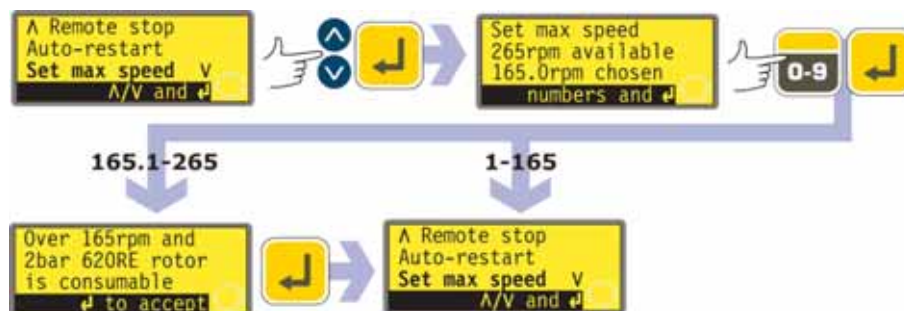 Λ Remote stop
Auto-restart
Set max speed V
Λ/V and ↲
Set max speed
265rpm available
165.0rpm chosen
numbers and ↲
0-9
165.1-265
1-165
Over 165rpm and
2bar 620RE rotor
is consumable
↲ to accept
Λ Remote stop
Auto-restart
Set max speed V
Λ/V and ↲